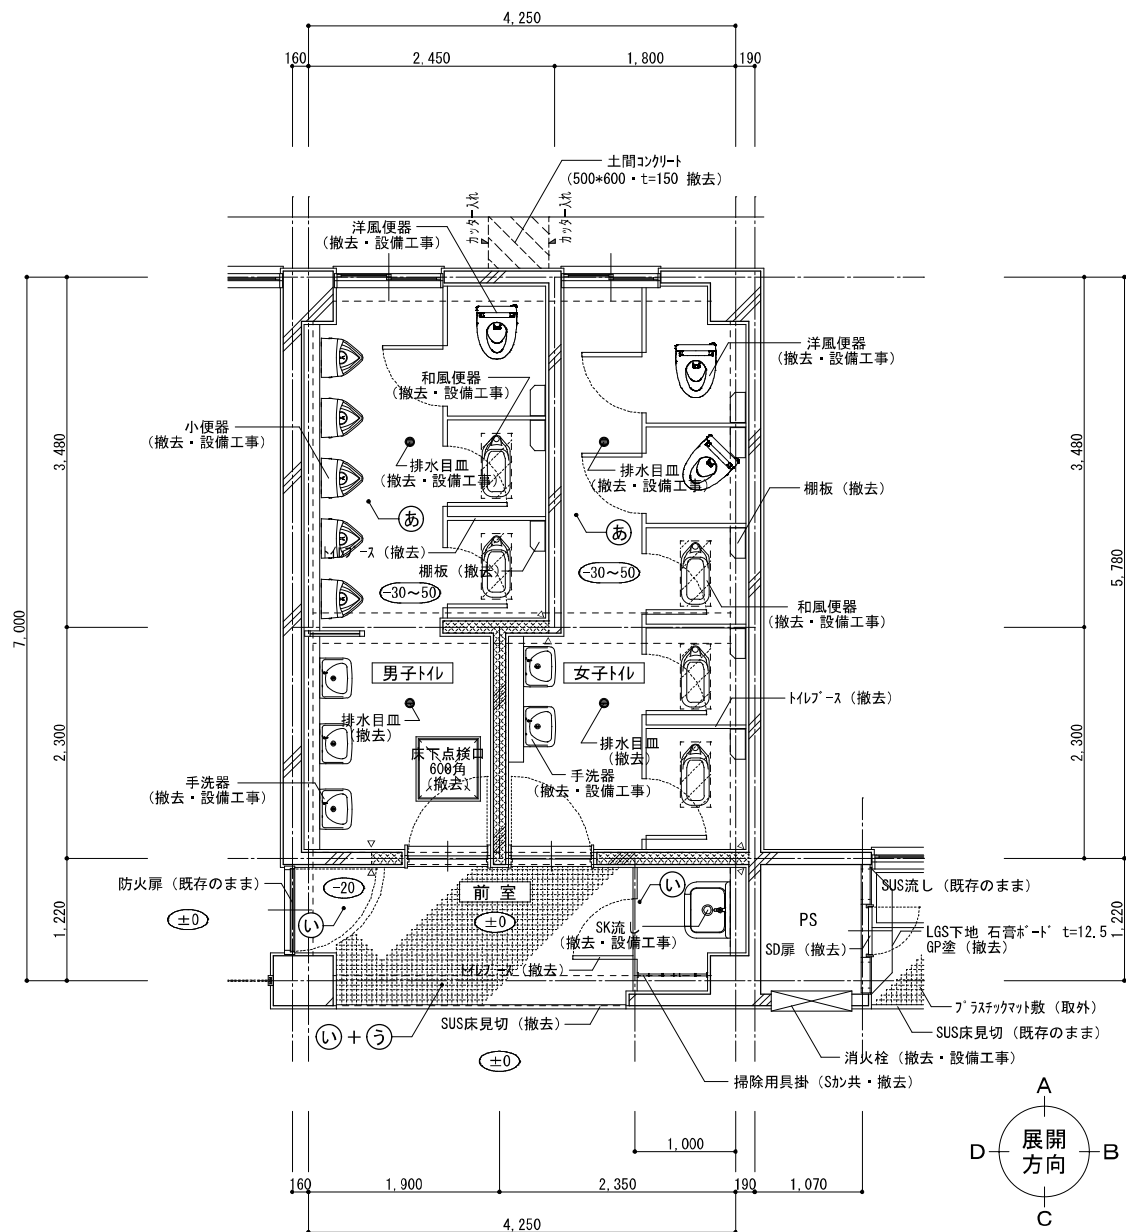 4,250
160
2,450
1,800
190
土間ｺﾝｸﾘｰﾄ
(500*600・t=150 撤去)
カッター入れ
カッター入れ
洋風便器
(撤去・設備工事)
洋風便器
(撤去・設備工事)
和風便器
(撤去・設備工事)
小便器
(撤去・設備工事)
3,480
3,480
排水目皿
(撤去・設備工事)
排水目皿
(撤去・設備工事)
棚板 (撤去)
あ
あ
ﾄｲﾚﾌﾞｰｽ (撤去)
棚板 (撤去)
-30～50
-30～50
5,780
7,000
和風便器
(撤去・設備工事)
男子ﾄｲﾚ
女子ﾄｲﾚ
ﾄｲﾚﾌﾞｰｽ (撤去)
排水目皿
(撤去)
排水目皿
(撤去)
2,300
2,300
床下点検口
600角
(撤去)
手洗器
(撤去・設備工事)
手洗器
(撤去・設備工事)
防火扉 (既存のまま)
-20
前 室
い
SUS流し (既存のまま)
±0
い
±0
PS
1,220
1,220
SK流し
(撤去・設備工事)
LGS下地 石膏ボード t=12.5
GP塗 (撤去)
SD扉 (撤去)
ﾄｲﾚﾌﾞｰｽ (撤去)
ﾌﾟﾗｽﾁｯｸﾏｯﾄ敷 (取外)
SUS床見切 (撤去)
SUS床見切 (既存のまま)
い + う
±0
消火栓 (撤去・設備工事)
掃除用具掛 (Sｶﾝ共・撤去)
A
展開
方向
D
B
C
1,000
160
1,900
2,350
190
1,070
4,250